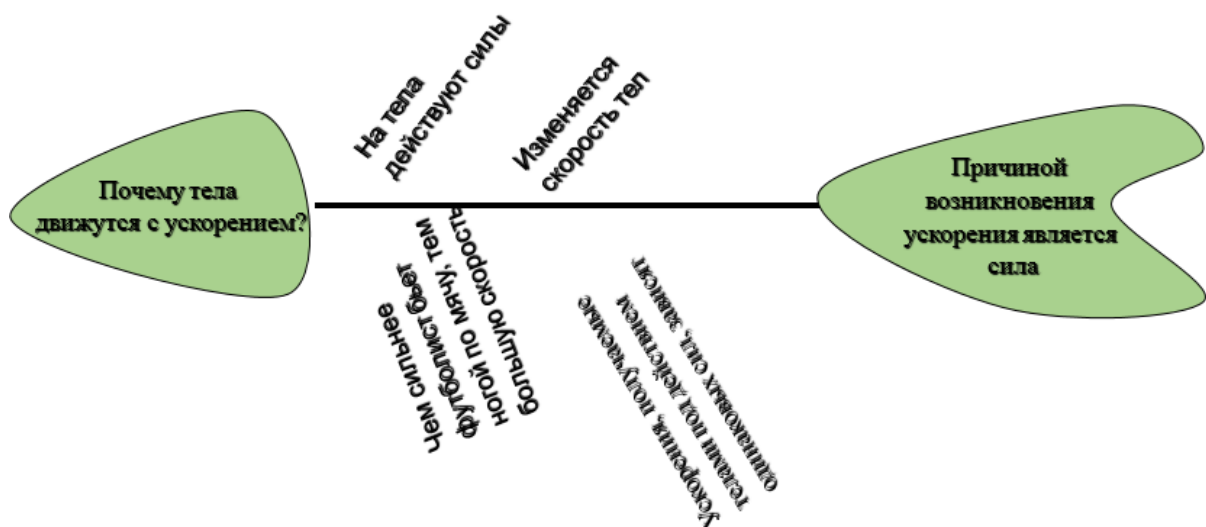 Почему тела
движутся с ускорением?
На тела
действуют силы
Изменяется
скорость тел
Чем сильнее
футболист бьет
ногой по мячу, тем
большую скорость
Ускорения, получаемые
телами под действием
одинаковых сил, зависят
Причиной
возникновения
ускорения является
сила